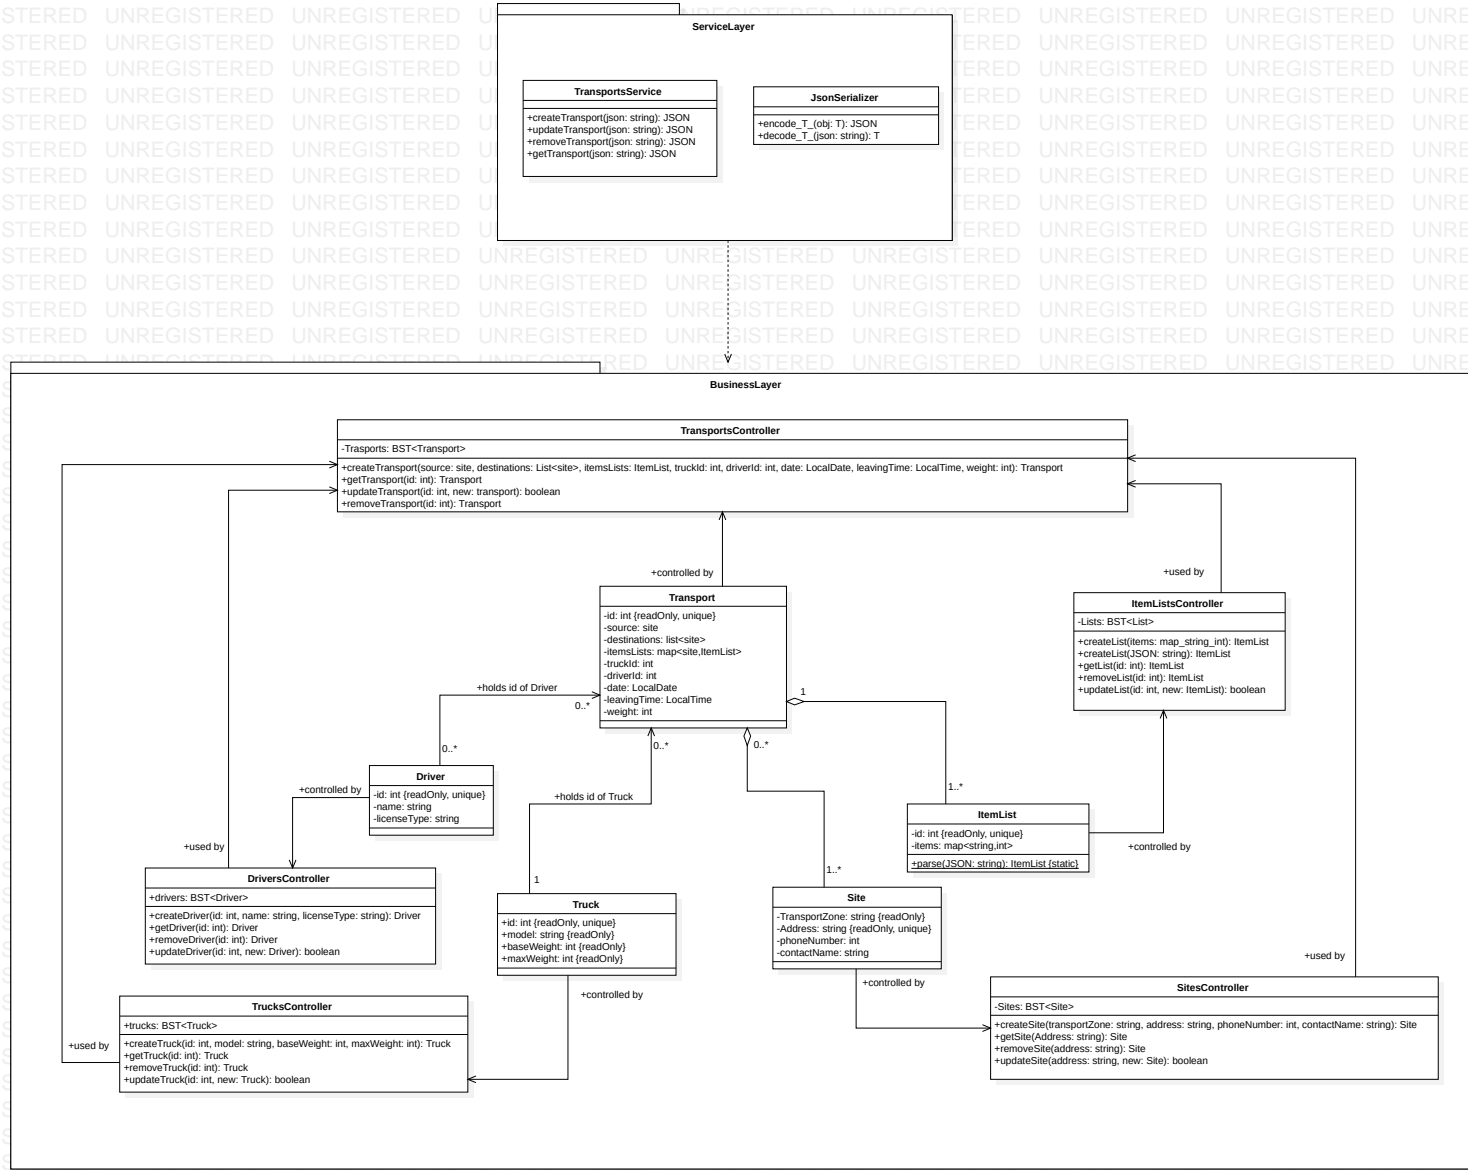 ServiceLayer
TransportsService
+createTransport(json: string): JSON
+updateTransport(json: string): JSON
+removeTransport(json: string): JSON
+getTransport(json: string): JSON
JsonSerializer
+encode_T_(obj: T): JSON
+decode_T_(json: string): T
UNREGISTERED
BusinessLayer
TransportsController
-Trasports: BST<Transport>
+createTransport(source: site, destinations: List<site>, itemsLists: ItemList, truckId: int, driverId: int, date: LocalDate, leavingTime: LocalTime, weight: int): Transport
+getTransport(id: int): Transport
+updateTransport(id: int, new: transport): boolean
+removeTransport(id: int): Transport
+controlled by
+used by
Transport
-id: int {readOnly, unique}
-source: site
-destinations: list<site>
-itemsLists: map<site,ItemList>
-truckId: int
-driverId: int
-date: LocalDate
-leavingTime: LocalTime
-weight: int
ItemListsController
-Lists: BST<List>
+createList(items: map_string_int): ItemList
+createList(JSON: string): ItemList
+getList(id: int): ItemList
+removeList(id: int): ItemList
+updateList(id: int, new: ItemList): boolean
+holds id of Driver
0..*
1
0..*
0..*
0..*
Driver
-id: int {readOnly, unique}
-name: string
-licenseType: string
+controlled by
+holds id of Truck
1..*
ItemList
-id: int {readOnly, unique}
-items: map<string,int>
+parse(JSON: string): ItemList {static}
+controlled by
+used by
DriversController
+drivers: BST<Driver>
+createDriver(id: int, name: string, licenseType: string): Driver
+getDriver(id: int): Driver
+removeDriver(id: int): Driver
+updateDriver(id: int, new: Driver): boolean
1
Truck
+id: int {readOnly, unique}
+model: string {readOnly}
+baseWeight: int {readOnly}
+maxWeight: int {readOnly}
1..*
Site
-TransportZone: string {readOnly}
-Address: string {readOnly, unique}
-phoneNumber: int
-contactName: string
+used by
+controlled by
+controlled by
TrucksController
+trucks: BST<Truck>
+createTruck(id: int, model: string, baseWeight: int, maxWeight: int): Truck
+getTruck(id: int): Truck
+removeTruck(id: int): Truck
+updateTruck(id: int, new: Truck): boolean
+used by
SitesController
-Sites: BST<Site>
+createSite(transportZone: string, address: string, phoneNumber: int, contactName: string): Site
+getSite(Address: string): Site
+removeSite(address: string): Site
+updateSite(address: string, new: Site): boolean